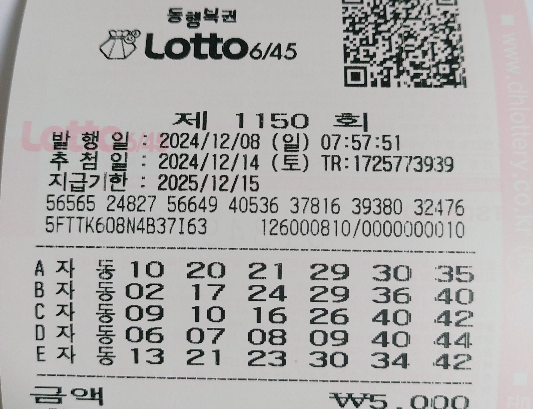 동행복권
Lotto 6/45
제 1150 회
발 행 일 : 2024/12/08 (일) 07:57:51
추 첨 일 : 2024/12/14 (토) TR:1725773939
지급기한 : 2025/12/15
56565 24827 56649 40536 37816 39380 32476
5FTTK608N4B37I63 126000810/0000000010
A 자 동 10 20 21 29 30 35
B 자 동 02 17 24 29 36 40
C 자 동 09 10 16 26 40 42
D 자 동 06 07 08 09 40 44
E 자 동 13 21 23 30 34 42
금액 ₩5,000